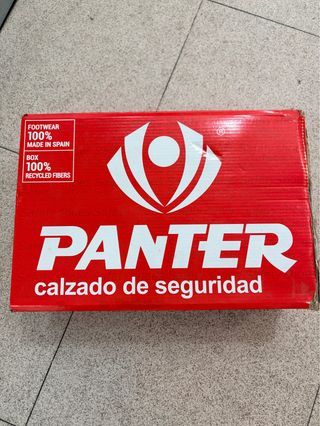 FOOTWEAR
100%
MADE IN SPAIN
BOX
100%
RECYCLED FIBERS
®
PANTER
calzado de seguridad